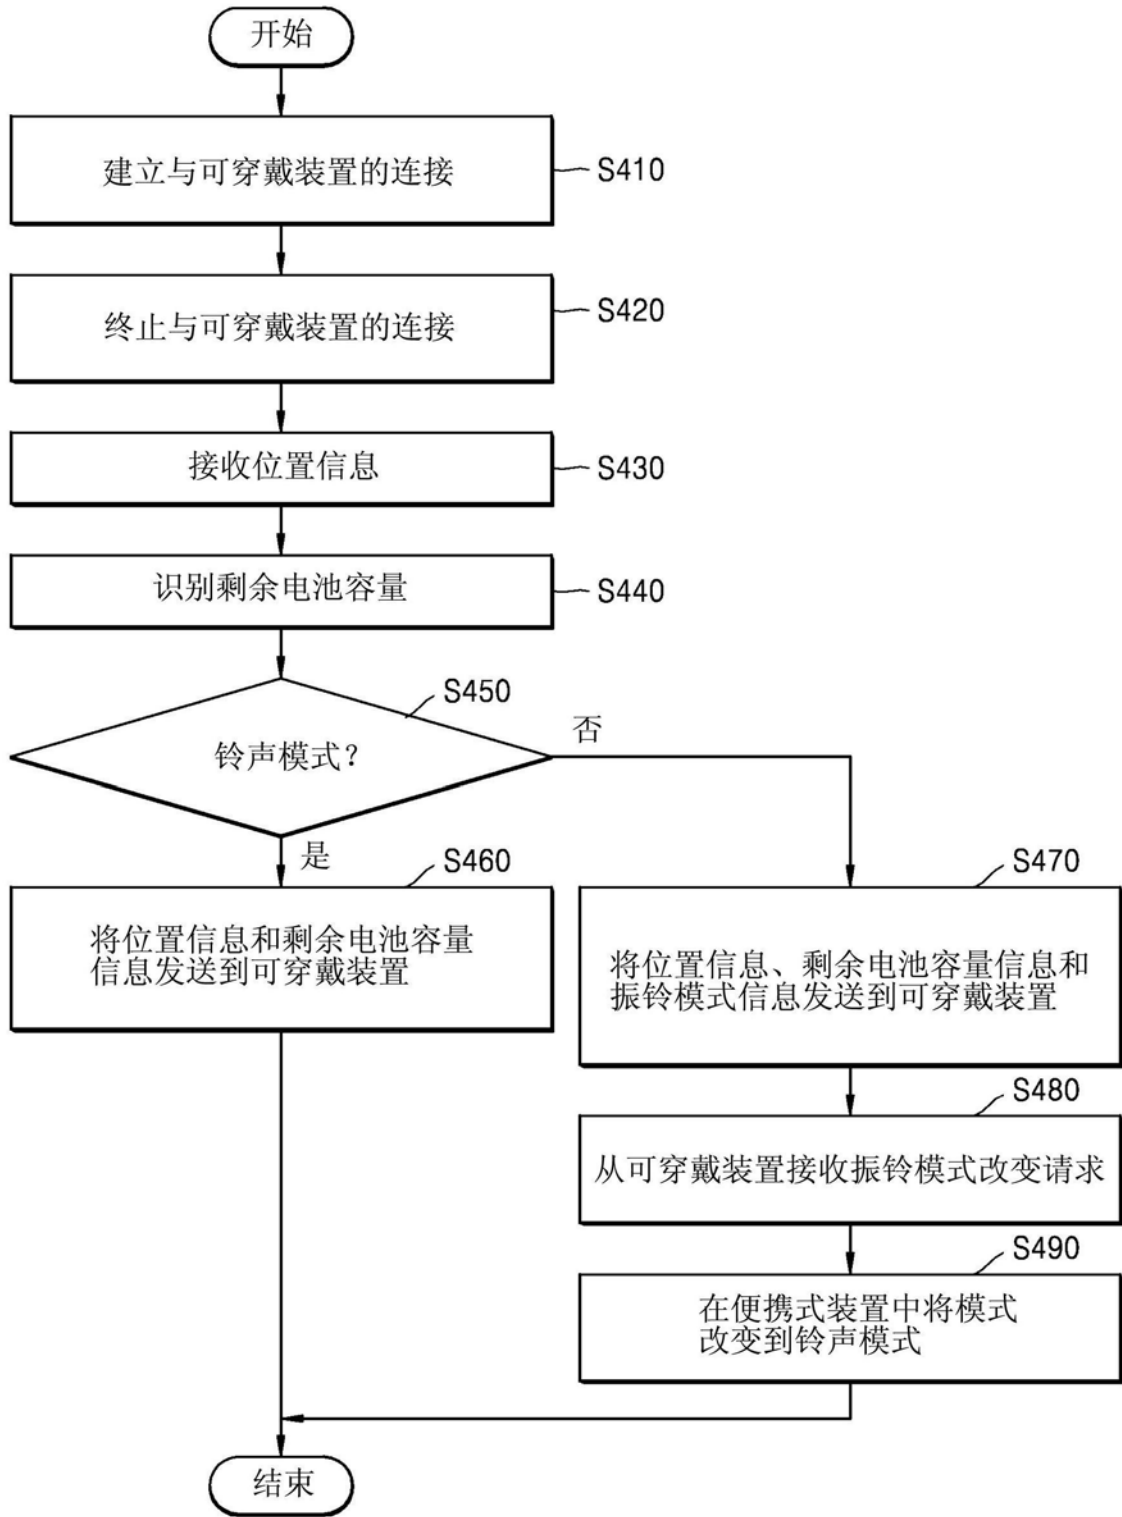 开始
建立与可穿戴装置的连接
S410
终止与可穿戴装置的连接
S420
接收位置信息
S430
识别剩余电池容量
S440
S450
铃声模式？
否
是
S460
将位置信息和剩余电池容量
信息发送到可穿戴装置
S470
将位置信息、剩余电池容量信息和
振铃模式信息发送到可穿戴装置
S480
从可穿戴装置接收振铃模式改变请求
S490
在便携式装置中将模式
改变到铃声模式
结束